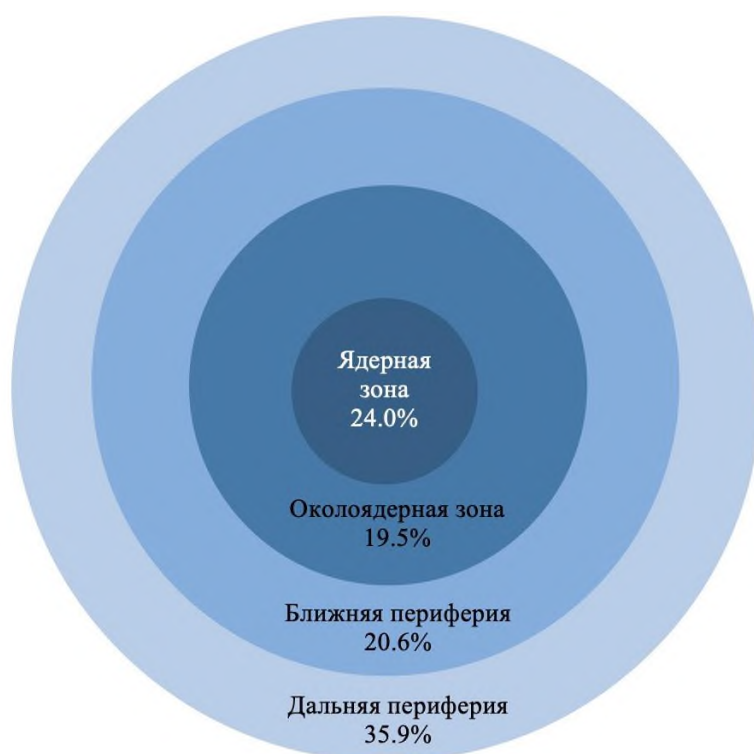 Ядерная
зона
24.0%
Околоядерная зона
19.5%
Ближняя периферия
20.6%
Дальняя периферия
35.9%